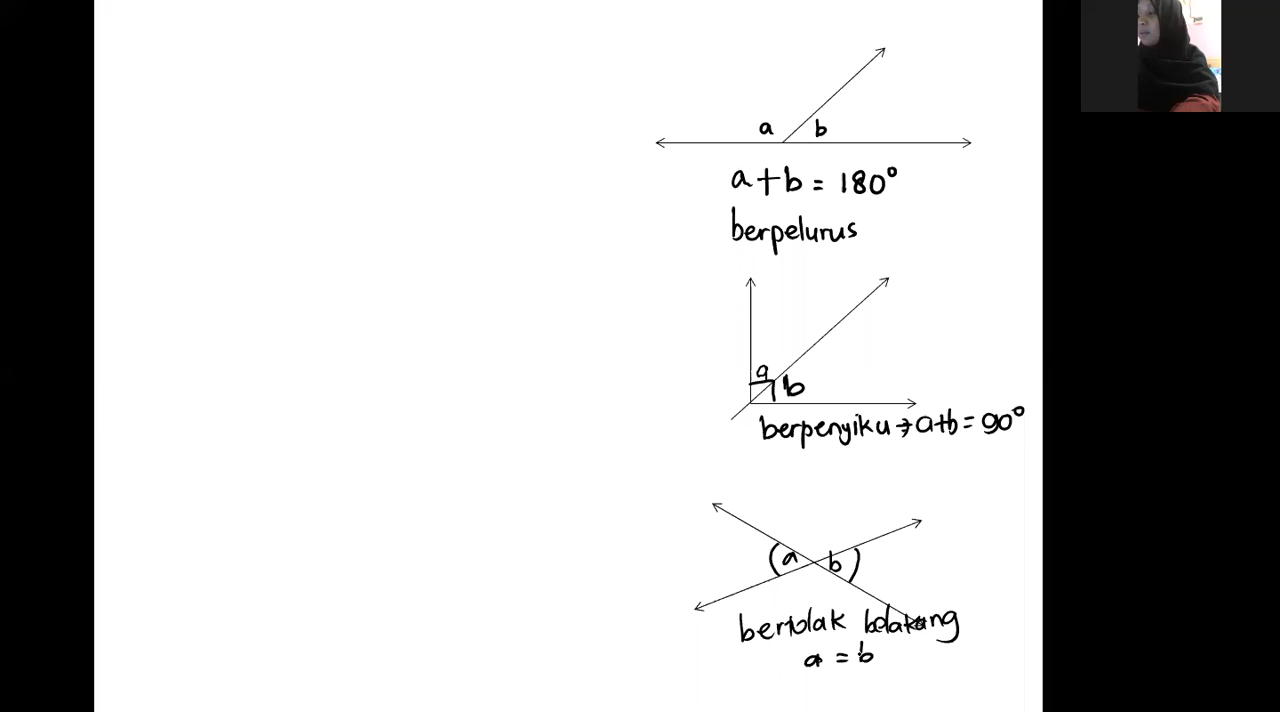 a b
a+b = 180°
berpelurus
a
b
berpenyiku → a+b = 90°
a b
bertolak belakang
a = b